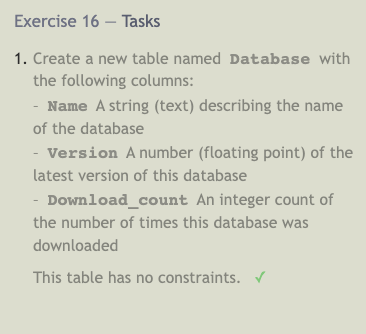 Exercise 16 — Tasks
1. Create a new table named Database with
the following columns:
- Name A string (text) describing the name
of the database
- Version A number (floating point) of the
latest version of this database
- Download_count An integer count of
the number of times this database was
downloaded
This table has no constraints. ✓